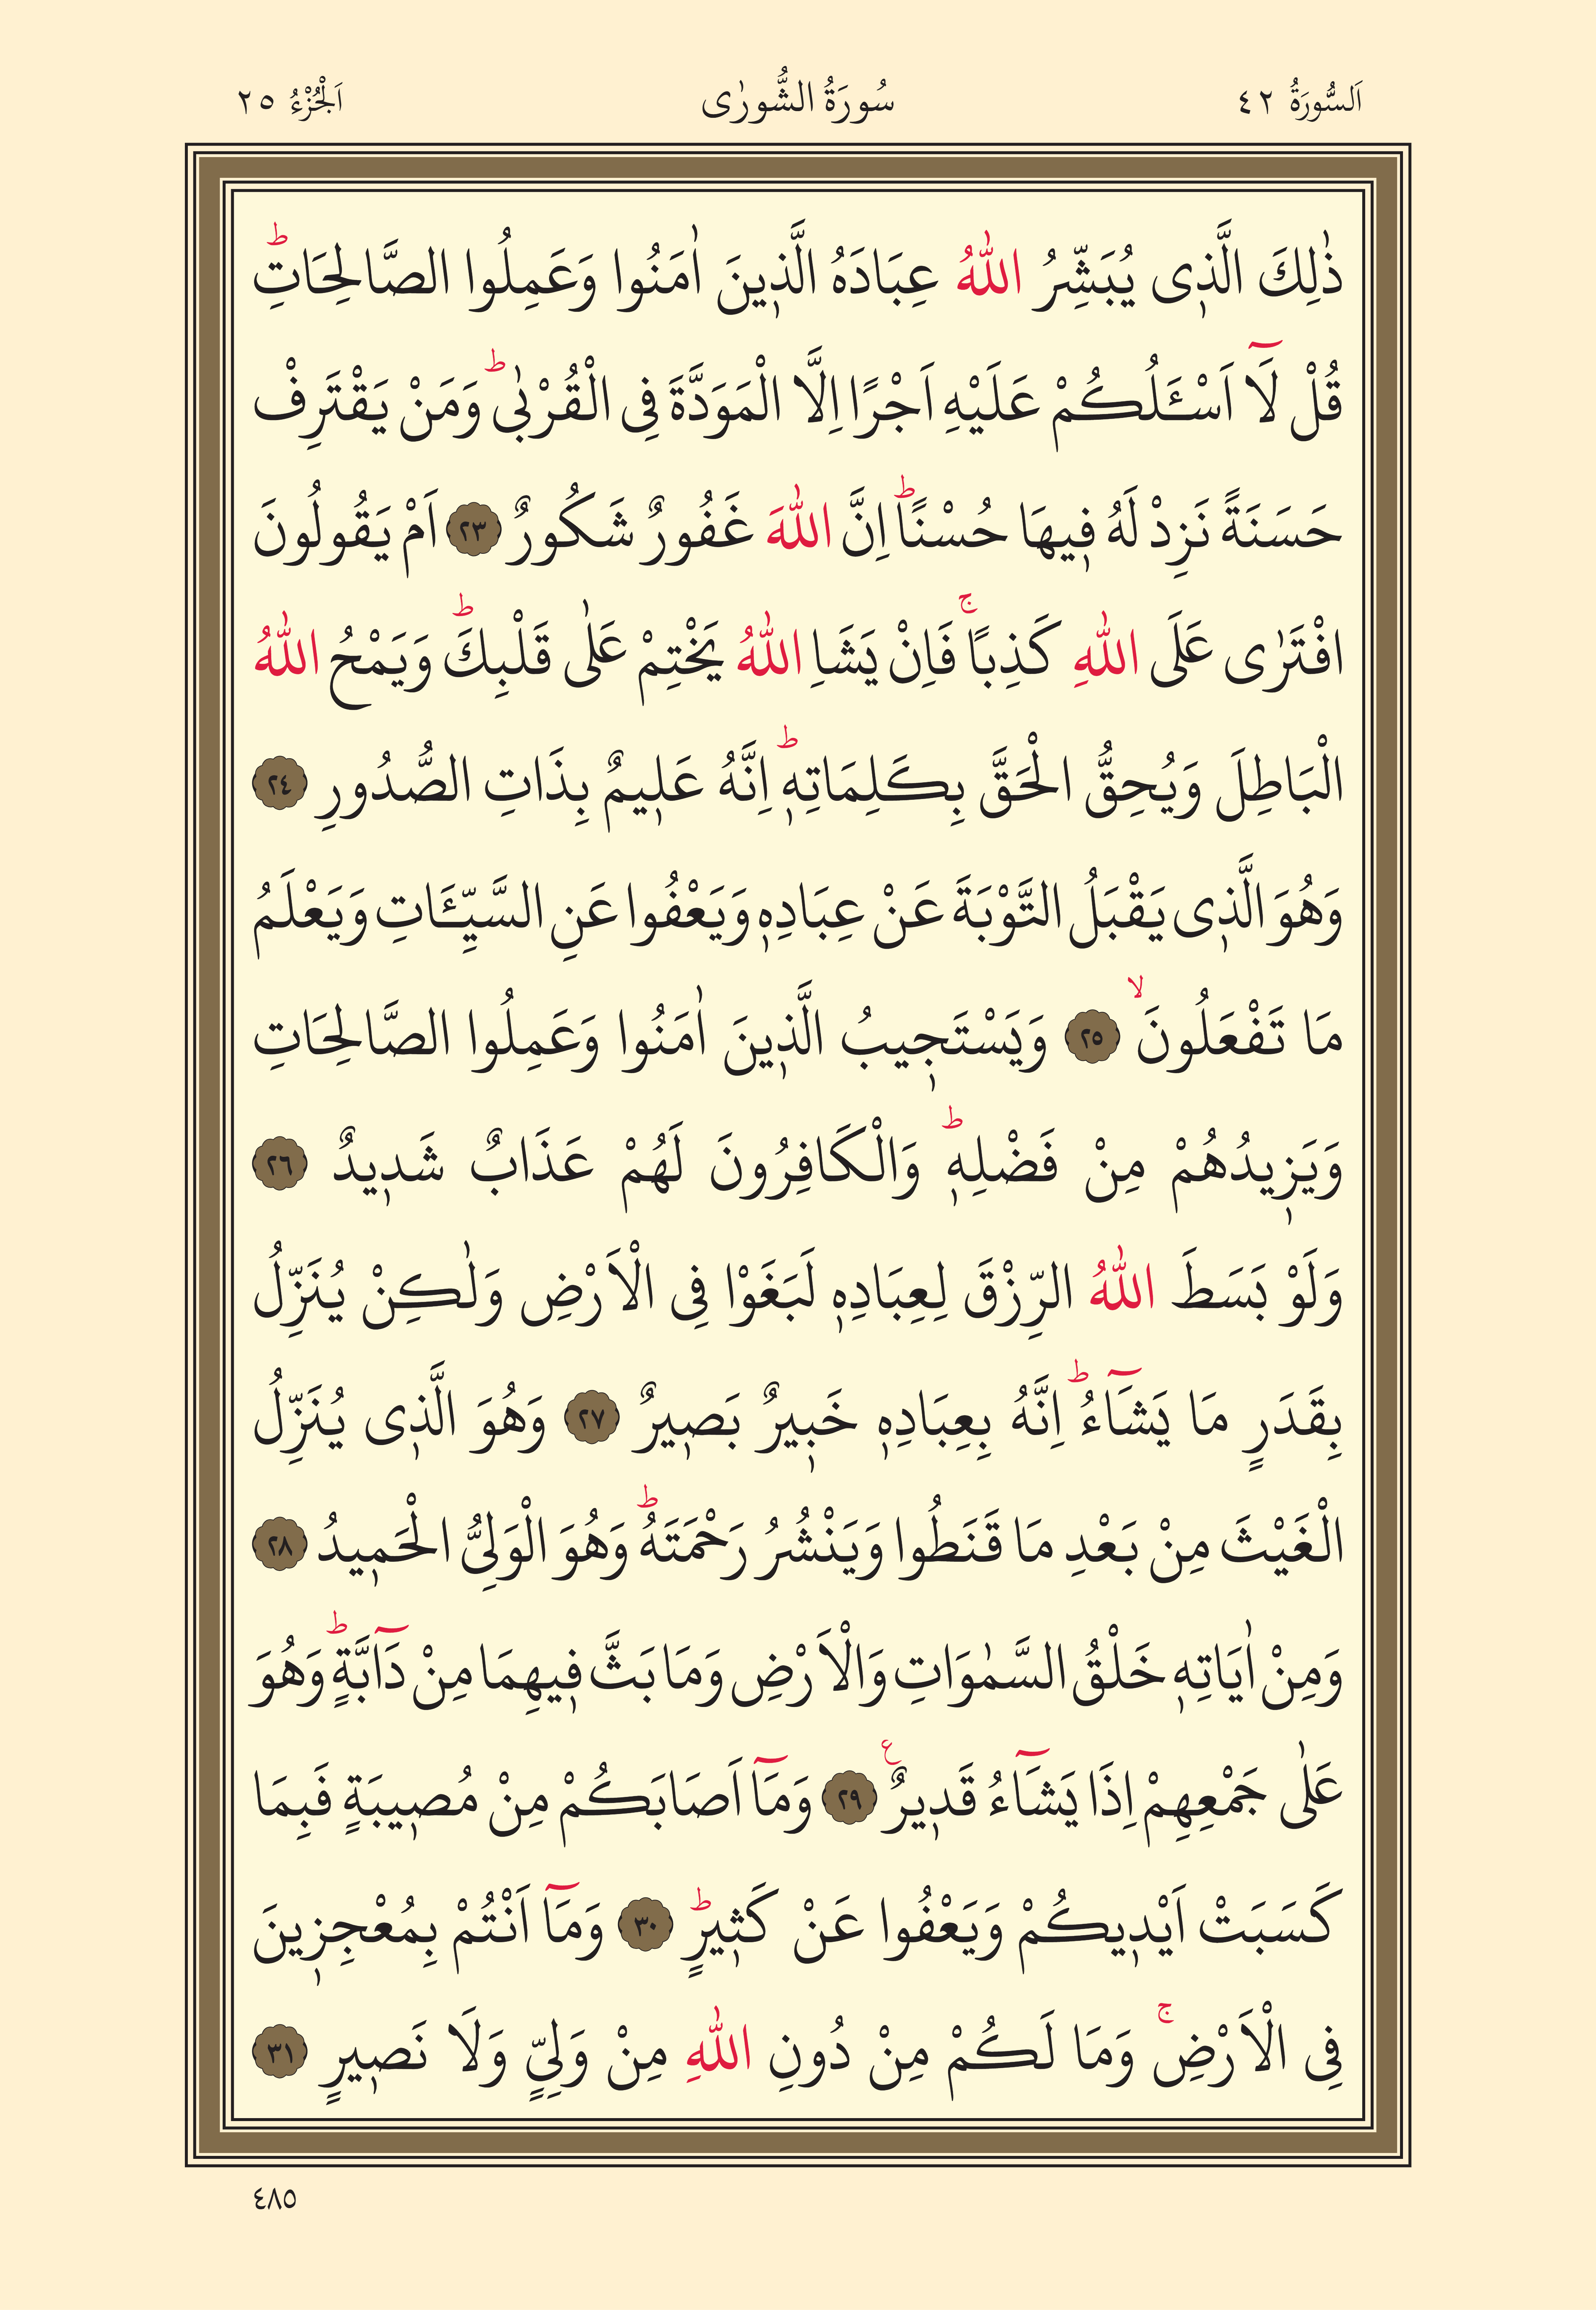 اَلسُّورَةُ ٤٢ سُورَةُ الشُّورٰى اَلْجُزْءُ ٢٥
ذٰلِكَ الَّذٖى يُبَشِّرُ اللّٰهُ عِبَادَهُ الَّذٖينَ اٰمَنُوا وَعَمِلُوا الصَّالِحَاتِؕ
قُلْ لَٓا اَسْـَٔلُكُمْ عَلَيْهِ اَجْرًا اِلَّا الْمَوَدَّةَ فِى الْقُرْبٰىؕ وَمَنْ يَقْتَرِفْ
حَسَنَةً نَزِدْ لَهُ فٖيهَا حُسْنًاؕ اِنَّ اللّٰهَ غَفُورٌ شَكُورٌ ﴿٢٣﴾ اَمْ يَقُولُونَ
افْتَرٰى عَلَى اللّٰهِ كَذِبًاۚ فَاِنْ يَشَاِ اللّٰهُ يَخْتِمْ عَلٰى قَلْبِكَؕ وَيَمْحُ اللّٰهُ
الْبَاطِلَ وَيُحِقُّ الْحَقَّ بِكَلِمَاتِهٖؕ اِنَّهُ عَلٖيمٌ بِذَاتِ الصُّدُورِ ﴿٢٤﴾
وَهُوَ الَّذٖى يَقْبَلُ التَّوْبَةَ عَنْ عِبَادِهٖ وَيَعْفُوا عَنِ السَّيِّـَٔاتِ وَيَعْلَمُ
مَا تَفْعَلُونَۙ ﴿٢٥﴾ وَيَسْتَجٖيبُ الَّذٖينَ اٰمَنُوا وَعَمِلُوا الصَّالِحَاتِ
وَيَزٖيدُهُمْ مِنْ فَضْلِهٖؕ وَالْكَافِرُونَ لَهُمْ عَذَابٌ شَدٖيدٌ ﴿٢٦﴾
وَلَوْ بَسَطَ اللّٰهُ الرِّزْقَ لِعِبَادِهٖ لَبَغَوْا فِى الْاَرْضِ وَلٰكِنْ يُنَزِّلُ
بِقَدَرٍ مَا يَشَٓاءُؕ اِنَّهُ بِعِبَادِهٖ خَبٖيرٌ بَصٖيرٌ ﴿٢٧﴾ وَهُوَ الَّذٖى يُنَزِّلُ
الْغَيْثَ مِنْ بَعْدِ مَا قَنَطُوا وَيَنْشُرُ رَحْمَتَهُؕ وَهُوَ الْوَلِىُّ الْحَمٖيدُ ﴿٢٨﴾
وَمِنْ اٰيَاتِهٖ خَلْقُ السَّمٰوَاتِ وَالْاَرْضِ وَمَا بَثَّ فٖيهِمَا مِنْ دَٓابَّةٍؕ وَهُوَ
عَلٰى جَمْعِهِمْ اِذَا يَشَٓاءُ قَدٖيرٌ ع ﴿٢٩﴾ وَمَٓا اَصَابَكُمْ مِنْ مُصٖيبَةٍ فَبِمَا
كَسَبَتْ اَيْدٖيكُمْ وَيَعْفُوا عَنْ كَثٖيرٍؕ ﴿٣٠﴾ وَمَٓا اَنْتُمْ بِمُعْجِزٖينَ
فِى الْاَرْضِۚ وَمَا لَكُمْ مِنْ دُونِ اللّٰهِ مِنْ وَلِىٍّ وَلَا نَصٖيرٍ ﴿٣١﴾
٤٨٥